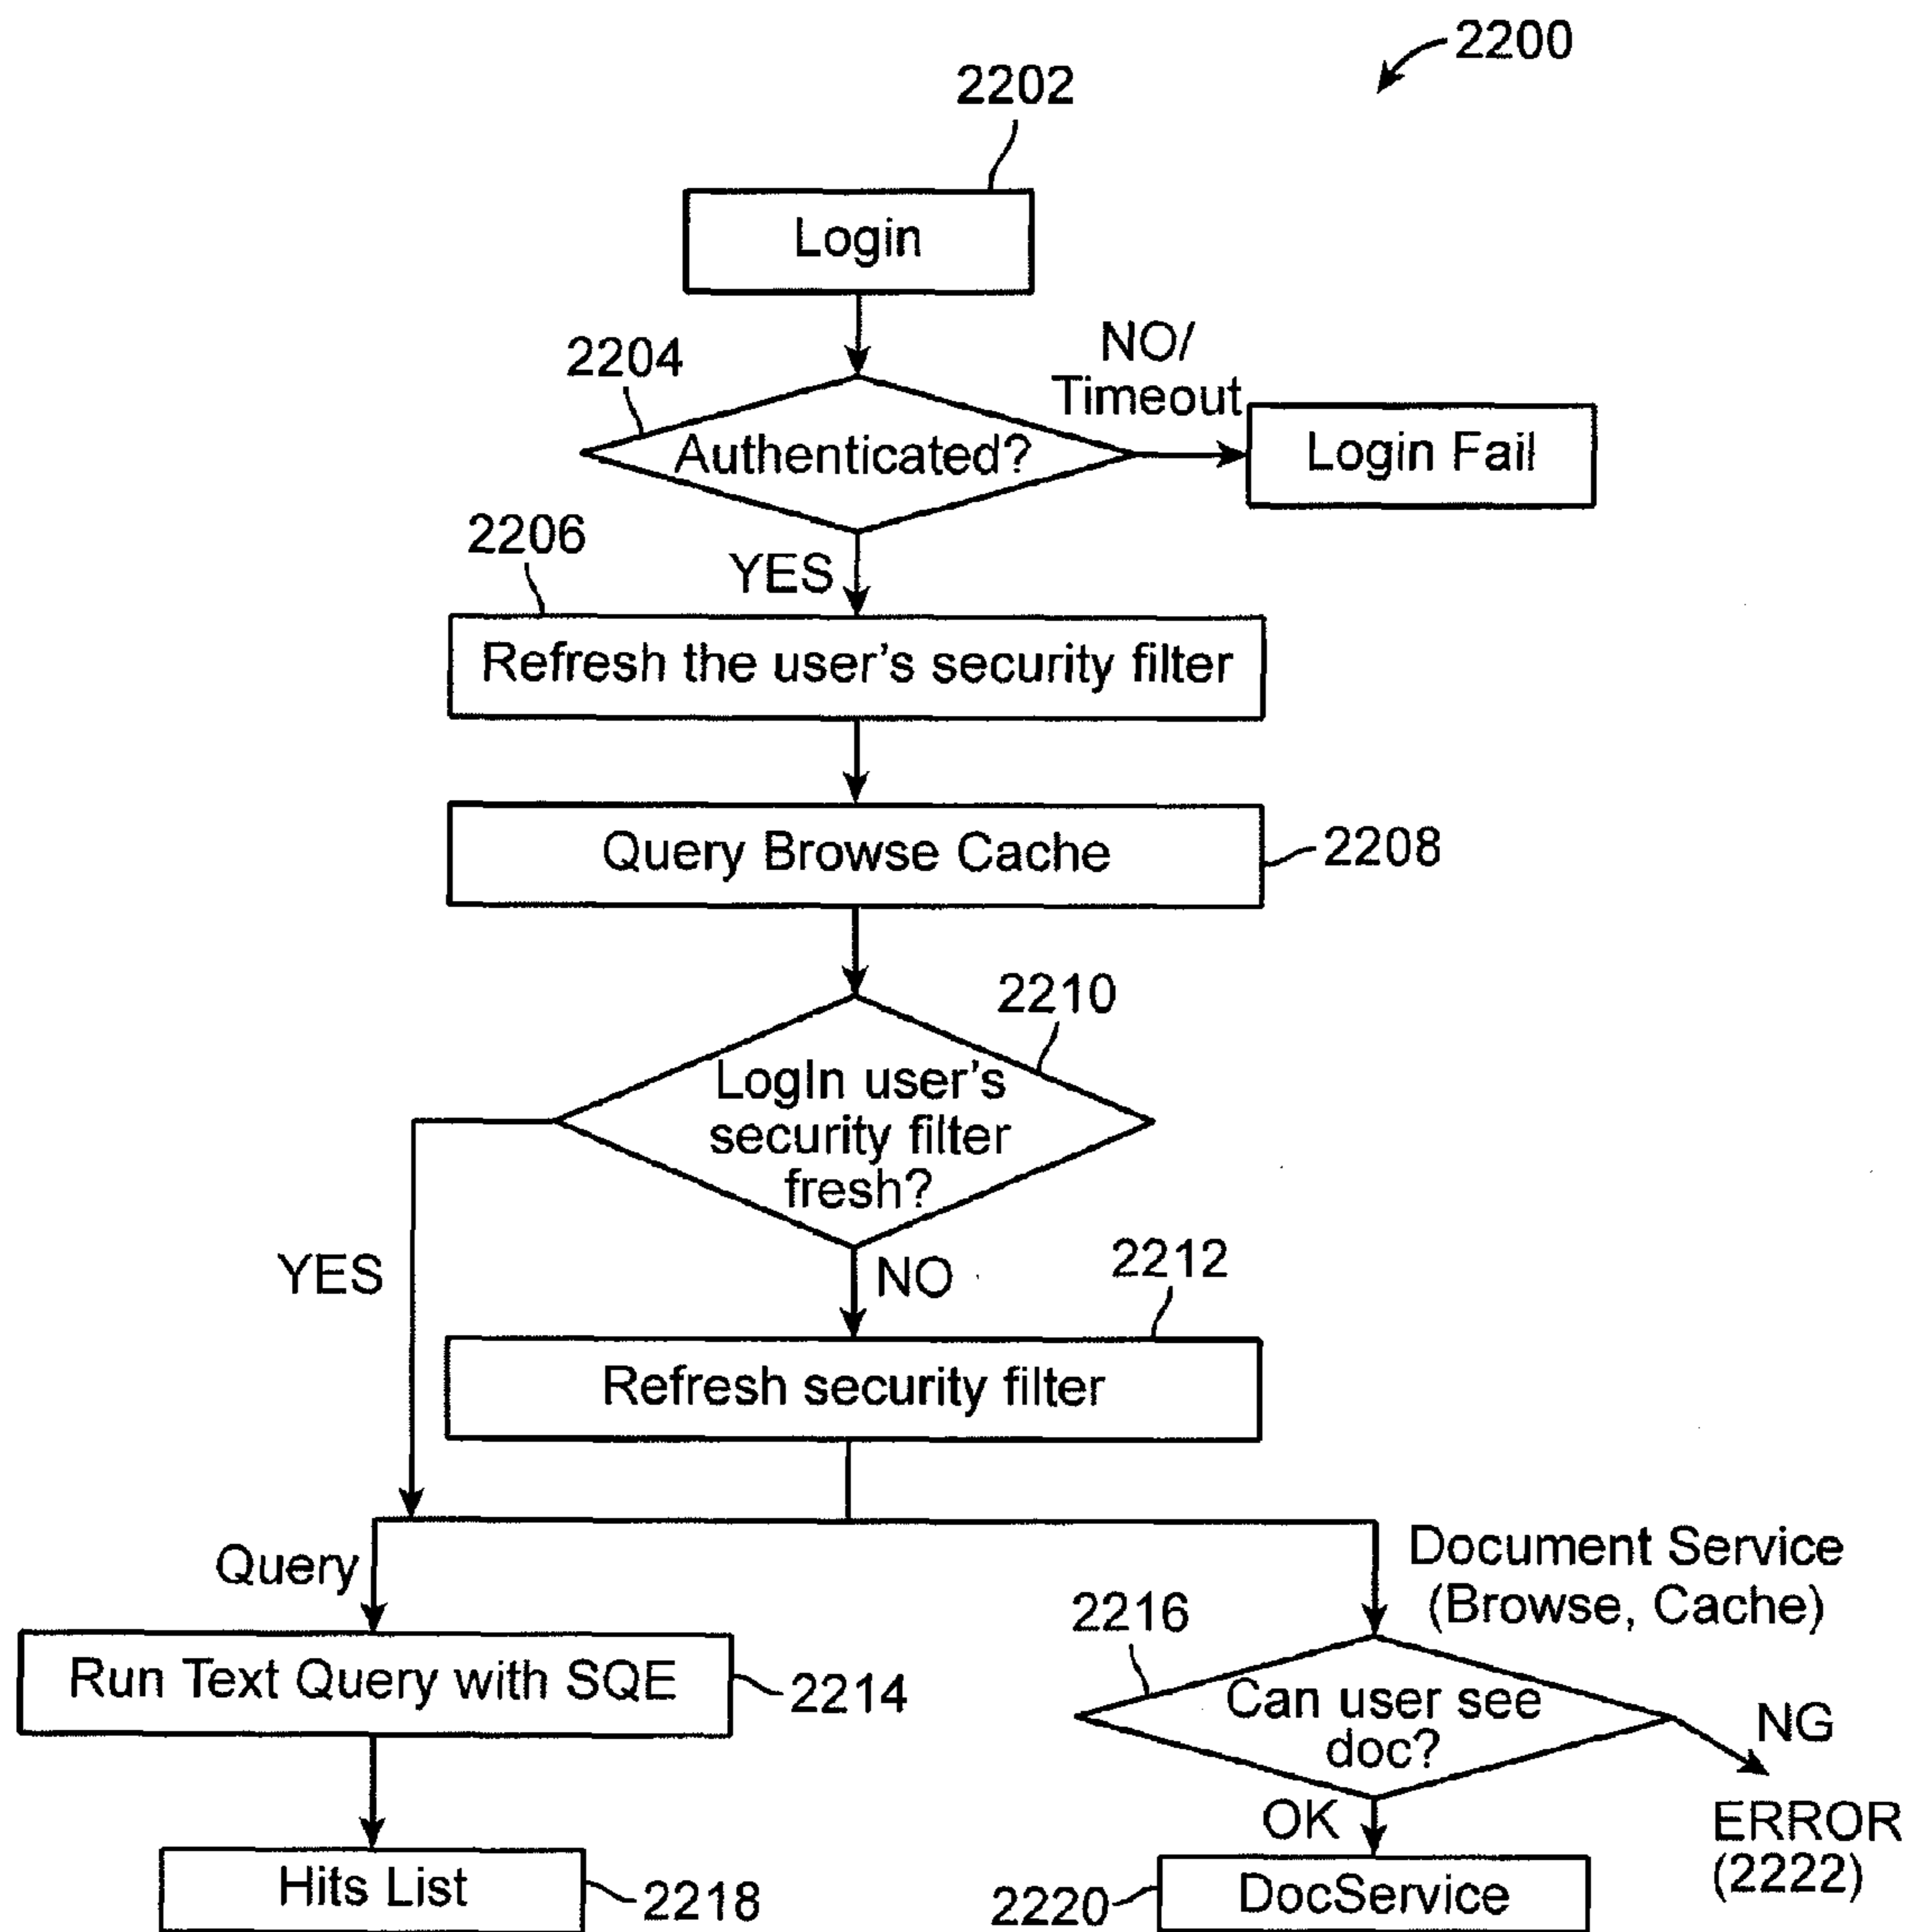 2200
2202
Login
2204
NO/
Timeout
Authenticated?
Login Fail
2206
YES
Refresh the user's security filter
Query Browse Cache
2208
2210
LogIn user's
security filter
fresh?
YES
NO
2212
Refresh security filter
Query
Document Service
(Browse, Cache)
2216
Run Text Query with SQE
2214
Can user see
doc?
NG
OK
ERROR
(2222)
Hits List
2218
2220
DocService